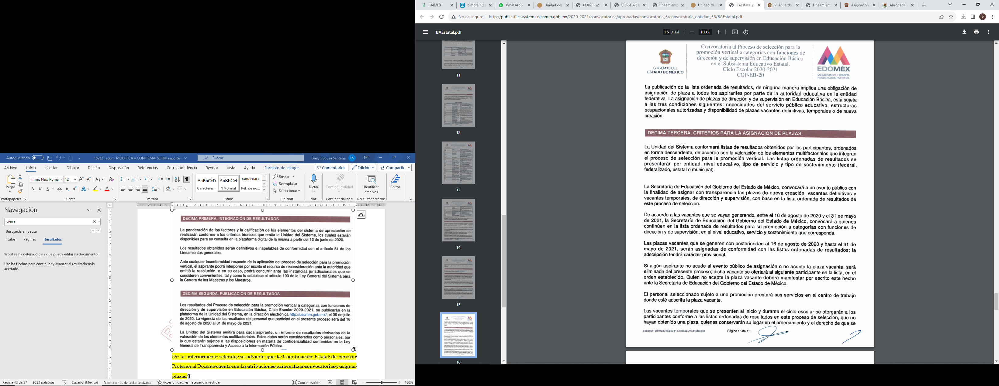 Autoguardado
16232 _acum_MODIFICA y CONFIRMA_SEIEM_reporte...
Buscar
Evelyn Souza Santana
ES
Archivo
Inicio
Insertar
Dibujar
Diseño
Disposición
Referencias
Correspondencia
Revisar
Vista
Ayuda
Formato de imagen
Comentarios
Edición
Compartir
Pegar
Times New Roma
12
N K S ab x₂ x² A A
AaBbCcD
AaBbCcI
AaBbCcDdEe
Caracteres...
¶ Normal
Ref. de no...
Buscar
Reemplazar
Seleccionar
Dictar
Confidencialidad
Reutilizar
archivos
Editor
Portapapeles
Fuente
Párrafo
Estilos
Edición
Voz
Confidencialidad
Reutilizar archivos
Navegación
cierre
Búsqueda en pausa
Títulos
Páginas
Resultados
Word se ha detenido para que pueda editar su documento.
Use las flechas para continuar y avanzar al resultado más
acertado.
DÉCIMA PRIMERA. INTEGRACIÓN DE RESULTADOS
La ponderación de los factores y la calificación de los elementos del sistema de apreciación se
realizarán conforme a los criterios técnicos que emita la Unidad del Sistema, los cuales estarán
disponibles para su consulta en la plataforma digital de la misma a partir del 12 de junio de 2020.
Los resultados obtenidos serán definitivos e inapelables de conformidad con el artículo 51 de los
Lineamientos generales.
Ante cualquier inconformidad respecto de la aplicación del proceso de selección para la promoción
vertical, el aspirante podrá interponer por escrito el recurso de reconsideración ante la autoridad que
emitió la resolución, o en su caso, podrá concurrir ante las instancias jurisdiccionales que se
consideren convenientes, tal y como lo establece el artículo 103 de la Ley General del Sistema para
la Carrera de las Maestras y los Maestros.
DÉCIMA SEGUNDA. PUBLICACIÓN DE RESULTADOS
Los resultados del Proceso de selección para la promoción vertical a categorías con funciones de
dirección y de supervisión en Educación Básica, Ciclo Escolar 2020-2021, se publicarán en la
plataforma de la Unidad del Sistema, en la dirección electrónica http://uscmm.gob.mx/, el 06 de julio
de 2020. La vigencia de los resultados del personal que participó en el presente proceso será del 16
de agosto de 2020 al 31 de mayo de 2021.
La Unidad del Sistema emitirá para cada aspirante, un informe de resultados derivados de la
valoración de los elementos multifactoriales. Estos datos serán considerados como personales, por
lo que estarán sujetos a las disposiciones en materia de confidencialidad contenidas en la Ley
General de Transparencia y Acceso a la Información Pública.
¶
De lo anteriormente referido, se advierte que la Coordinación Estatal de Servicio
Profesional Docente cuenta con las atribuciones para realizar convocatorias y asignar
plazas.¶
Página 42 de 57
9823 palabras
Español (México)
Predicciones de texto: activado
Accesibilidad: es necesario investigar
Concentración
100%
SAIMEX
Zimbra: Re
WhatsApp
Unidad del
COP-EB-21
COP-EB-21
lineamiento
Unidad del
BAEstatal.p
2. Acuerdo
Lineamient
Asignación
Abrogada
No es seguro
http://public-file-system.usicamm.gob.mx/2020-2021/convocatorias/aprobadas/convocatoria_5/convocatoria_entidad_56/BAEstatal.pdf
e
BAEstatal.pdf
16 / 19
100%
11
12
13
14
15
16
GOBIERNO DEL
ESTADO DE MÉXICO
Convocatoria al Proceso de selección para la
promoción vertical a categorías con funciones de
dirección y de supervisión en Educación Básica
en el Subsistema Educativo Estatal.
Ciclo Escolar 2020-2021
COP-EB-20
EDOMÉX
DECISIONES FIRMES,
RESULTADOS FUERTES.
La publicación de la lista ordenada de resultados, de ninguna manera implica una obligación de
asignación de plaza a todos los aspirantes por parte de la autoridad educativa en la entidad
federativa. La asignación de plazas de dirección y de supervisión en Educación Básica, está sujeta
a las tres condiciones siguientes: necesidades del servicio público educativo, estructuras
ocupacionales autorizadas y disponibilidad de plazas vacantes definitivas, temporales o de nueva
creación.
DÉCIMA TERCERA. CRITERIOS PARA LA ASIGNACIÓN DE PLAZAS
La Unidad del Sistema conformará listas de resultados obtenidos por los participantes, ordenados
en forma descendente, de acuerdo con la valoración de los elementos multifactoriales que integran
el proceso de selección para la promoción vertical. Las listas ordenadas de resultados se
presentarán por entidad, nivel educativo, tipo de servicio y tipo de sostenimiento (federal,
federalizado, estatal o municipal).
La Secretaría de Educación del Gobierno del Estado de México, convocará a un evento público con
la finalidad de asignar con transparencia las plazas de nueva creación, vacantes definitivas y
vacantes temporales, de dirección y supervisión, con base en la lista ordenada de resultados de
este proceso de selección.
De acuerdo a las vacantes que se vayan generando, entre el 16 de agosto de 2020 y el 31 de mayo
de 2021, la Secretaría de Educación del Gobierno del Estado de México, convocará a quienes
continúen en la lista ordenada de resultados para su promoción a categorías con funciones de
dirección y de supervisión, en el nivel educativo, servicio y sostenimiento que corresponda.
Las plazas vacantes que se generen con posterioridad al 16 de agosto de 2020 y hasta el 31 de
mayo de 2021, serán asignadas de conformidad con las listas ordenadas de resultados; la
adscripción tendrá carácter provisional.
Si algún aspirante no acude al evento público de asignación o no acepta la plaza vacante, será
eliminado del presente proceso; dicha vacante se ofertará al siguiente participante en la lista, en el
orden establecido. Quien no acepte la plaza vacante deberá manifestar por escrito este hecho
ante la Secretaría de Educación del Gobierno del Estado de México.
El personal seleccionado sujeto a una promoción prestará sus servicios en el centro de trabajo
donde esté adscrita la plaza vacante.
Las vacantes temporales que se presenten al inicio y durante el ciclo escolar se otorgarán a los
participantes conforme a las listas ordenadas de resultados en este proceso de selección, que no
hayan obtenido una plaza, quienes conservarán su lugar en el ordenamiento y el derecho de que se
Página 16 de 19